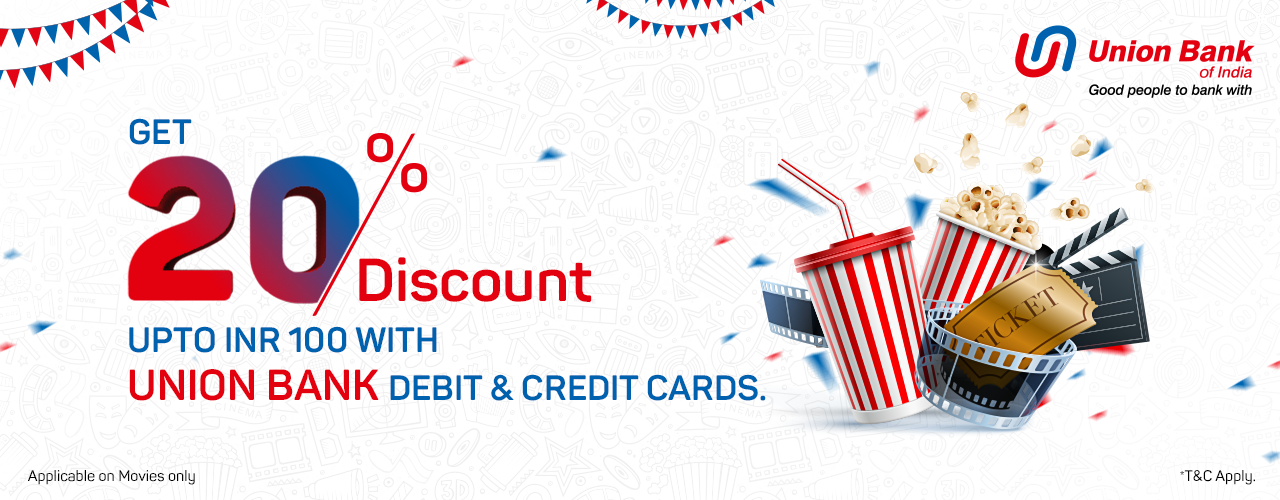 Union Bank
of India
Good people to bank with
GET
20%
Discount
UPTO INR 100 WITH
UNION BANK DEBIT & CREDIT CARDS.
TICKET
Applicable on Movies only
*T&C Apply.